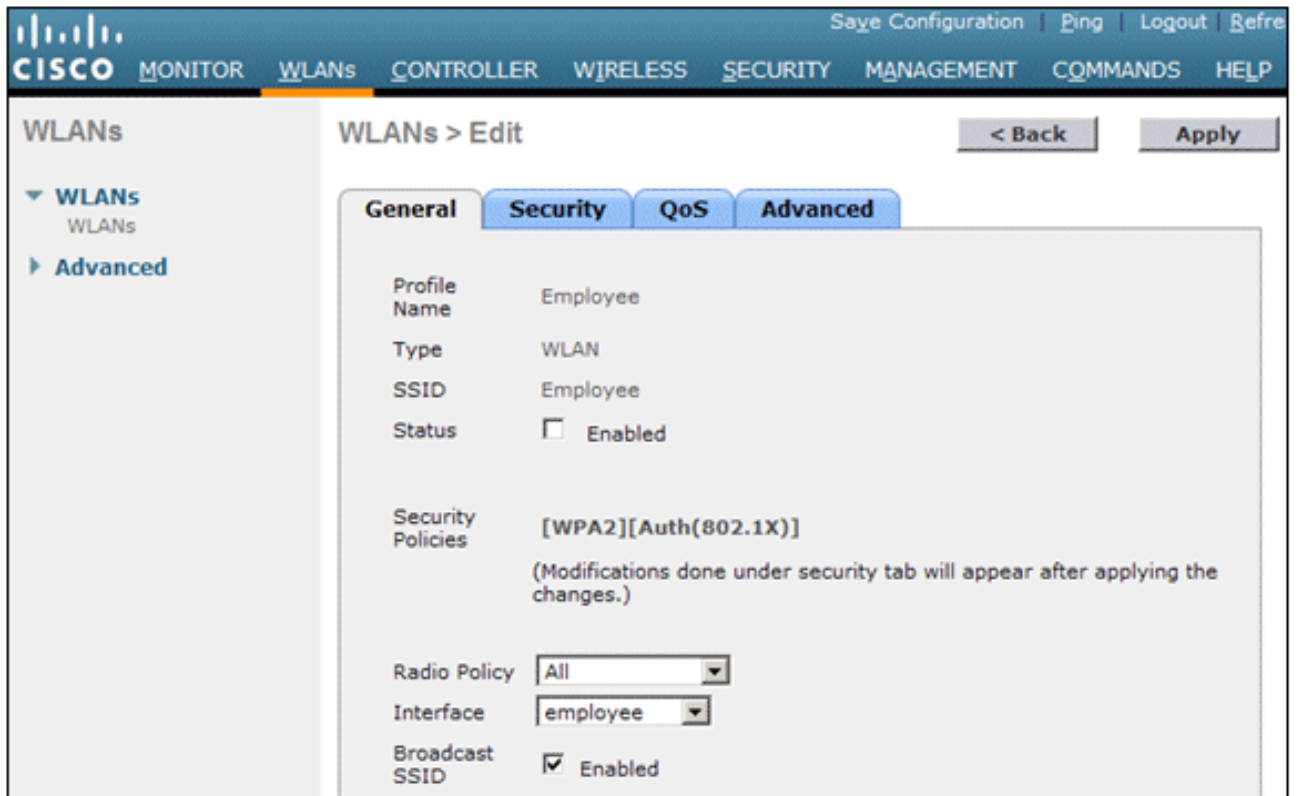 Save Configuration | Ping | Logout | Refre
CISCO MONITOR WLANs CONTROLLER WIRELESS SECURITY MANAGEMENT COMMANDS HELP
WLANs
WLANs > Edit
< Back
Apply
WLANs
WLANs
Advanced
General Security QoS Advanced
Profile
Name
Employee
Type WLAN
SSID Employee
Status Enabled
Security
Policies
[WPA2][Auth(802.1X)]
(Modifications done under security tab will appear after applying the
changes.)
Radio Policy All
Interface employee
Broadcast
SSID
Enabled